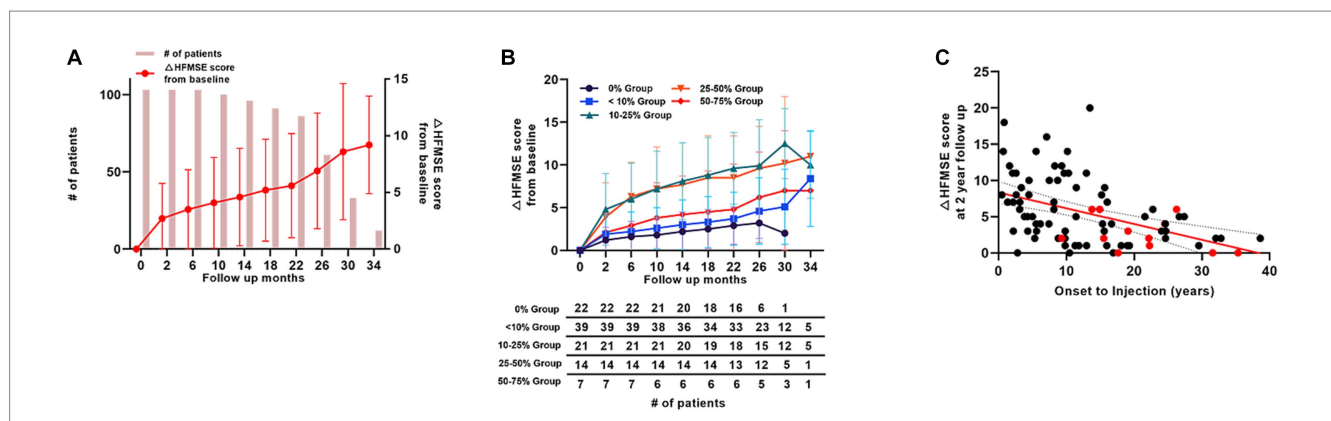 A
# of patients
△HFMSE score
from baseline
100
50
0
# of patients
15
10
5
0
△HFMSE score
from baseline
0 2 6 10 14 18 22 26 30 34
Follow up months
B
0% Group
< 10% Group
10-25% Group
25-50% Group
50-75% Group
20
15
10
5
0
△HFMSE score
from baseline
0 2 6 10 14 18 22 26 30 34
Follow up months
0% Group 22 22 22 21 20 18 16 6 1
<10% Group 39 39 39 38 36 34 33 23 12 5
10-25% Group 21 21 21 21 20 19 18 15 12 5
25-50% Group 14 14 14 14 14 14 13 12 5 1
50-75% Group 7 7 7 6 6 6 6 5 3 1
# of patients
C
25
20
15
10
5
0
△HFMSE score
at 2 year follow up
0 10 20 30 40
Onset to Injection (years)